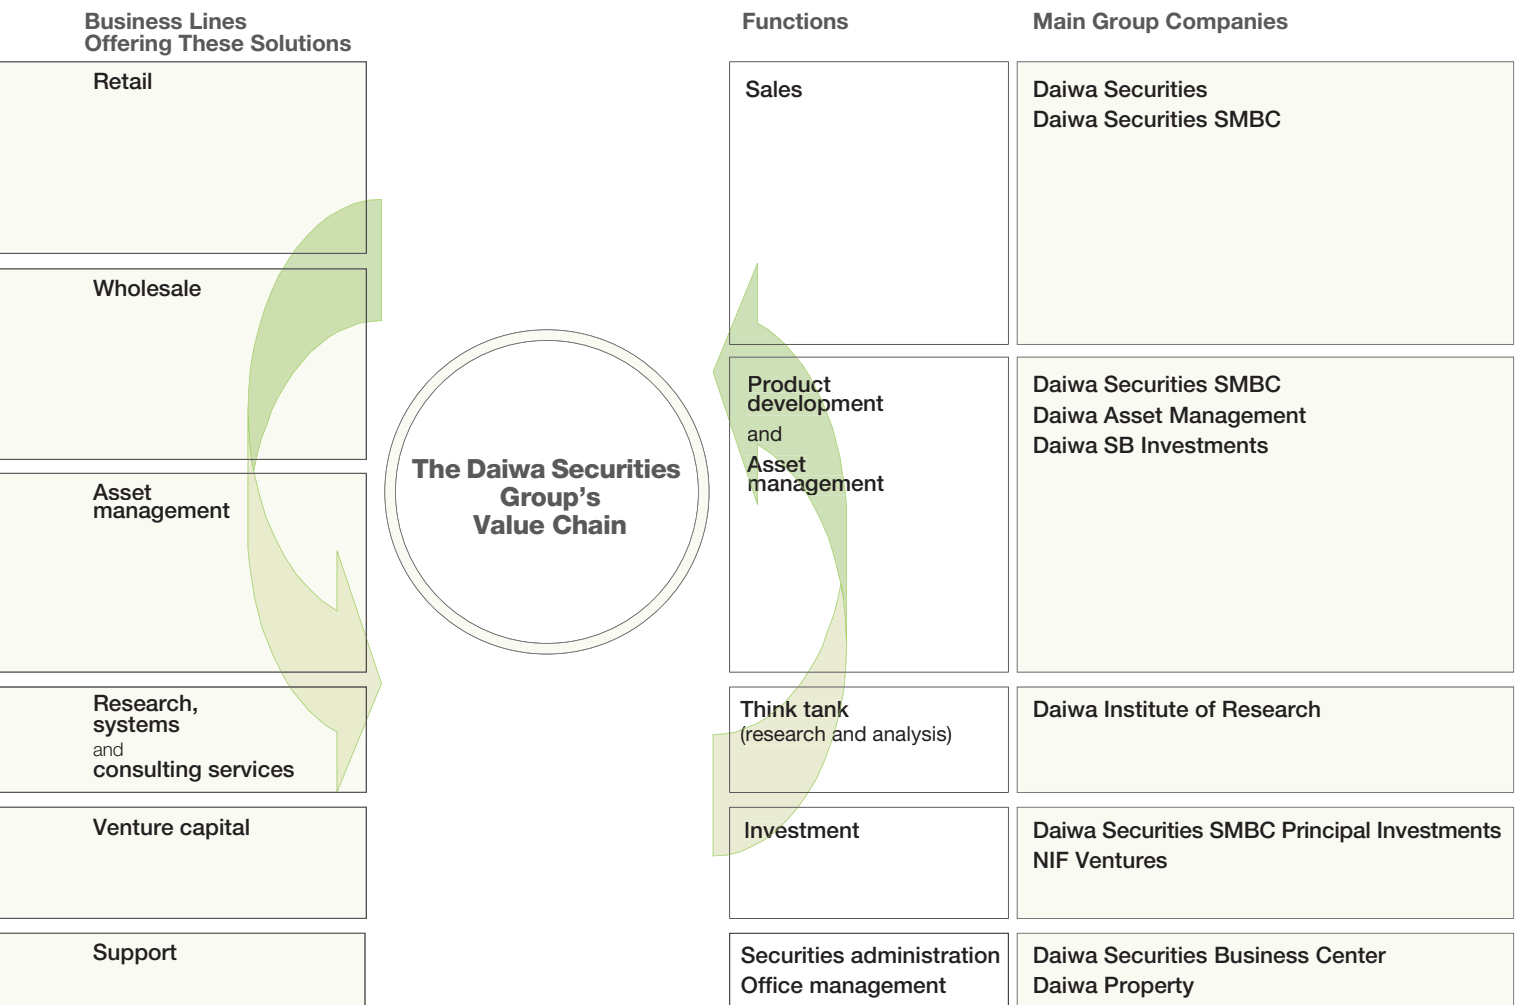 Business Lines
Offering These Solutions
Retail
Wholesale
Asset
management
Research,
systems
and
consulting services
Venture capital
Support
The Daiwa Securities
Group’s
Value Chain
Functions
Sales
Product
development
and
Asset
management
Think tank
(research and analysis)
Investment
Securities administration
Office management
Main Group Companies
Daiwa Securities
Daiwa Securities SMBC
Daiwa Securities SMBC
Daiwa Asset Management
Daiwa SB Investments
Daiwa Institute of Research
Daiwa Securities SMBC Principal Investments
NIF Ventures
Daiwa Securities Business Center
Daiwa Property